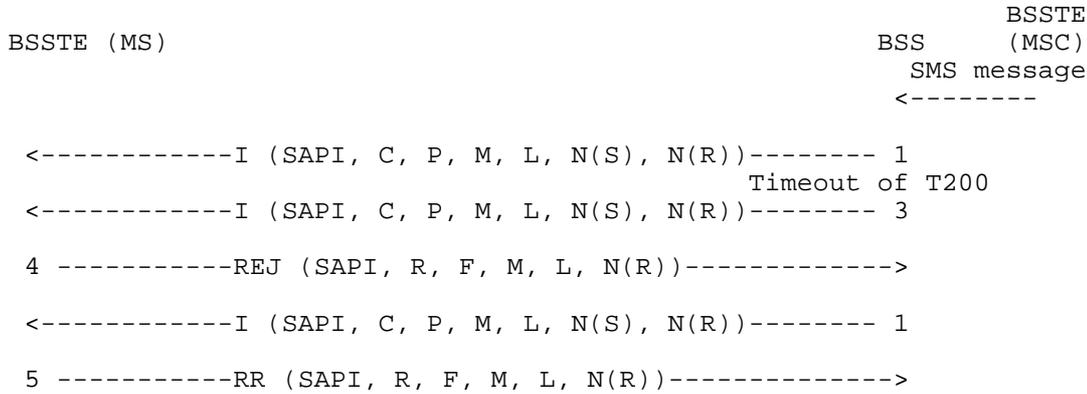 BSSTE
BSSTE (MS) BSS (MSC)
SMS message
<--------
<------------I (SAPI, C, P, M, L, N(S), N(R))-------- 1
Timeout of T200
<------------I (SAPI, C, P, M, L, N(S), N(R))-------- 3
4 -----------REJ (SAPI, R, F, M, L, N(R))------------->
<------------I (SAPI, C, P, M, L, N(S), N(R))-------- 1
5 -----------RR (SAPI, R, F, M, L, N(R))-------------->